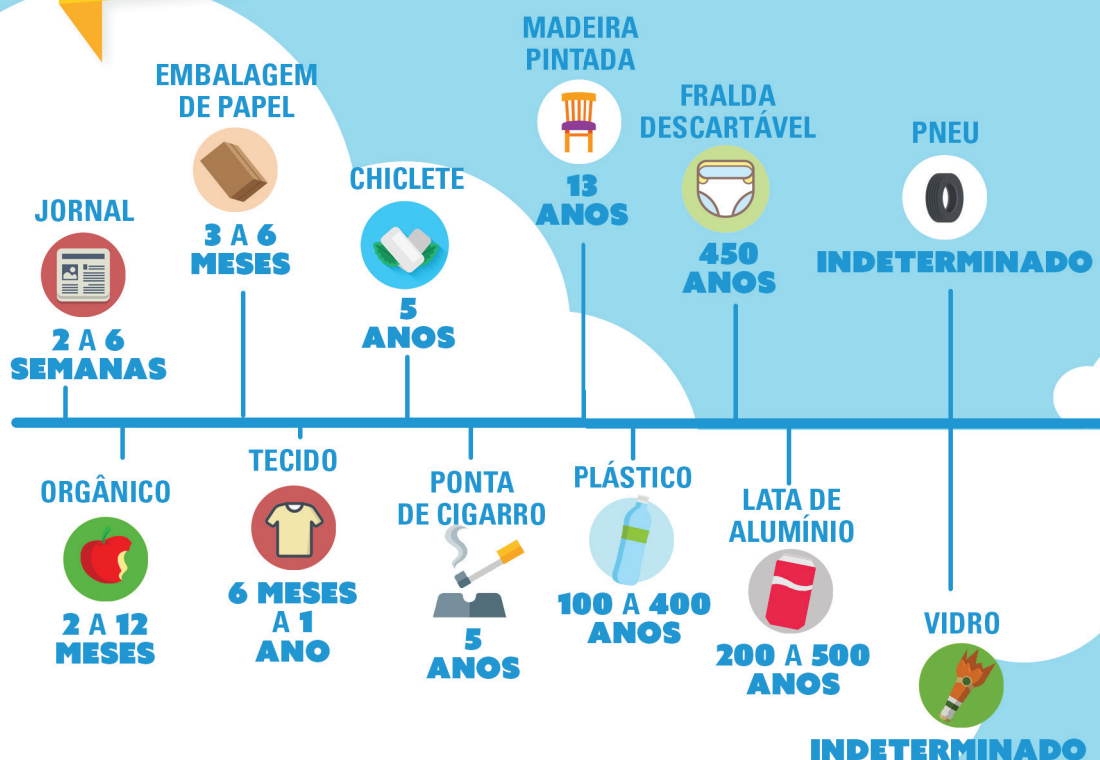 JORNAL
2 A 6
SEMANAS
ORGÂNICO
2 A 12
MESES
EMBALAGEM
DE PAPEL
3 A 6
MESES
TECIDO
6 MESES
A 1
ANO
CHICLETE
5
ANOS
PONTA
DE CIGARRO
5
ANOS
MADEIRA
PINTADA
13
ANOS
PLÁSTICO
100 A 400
ANOS
FRALDA
DESCARTÁVEL
450
ANOS
LATA DE
ALUMÍNIO
200 A 500
ANOS
PNEU
INDETERMINADO
VIDRO
INDETERMINADO